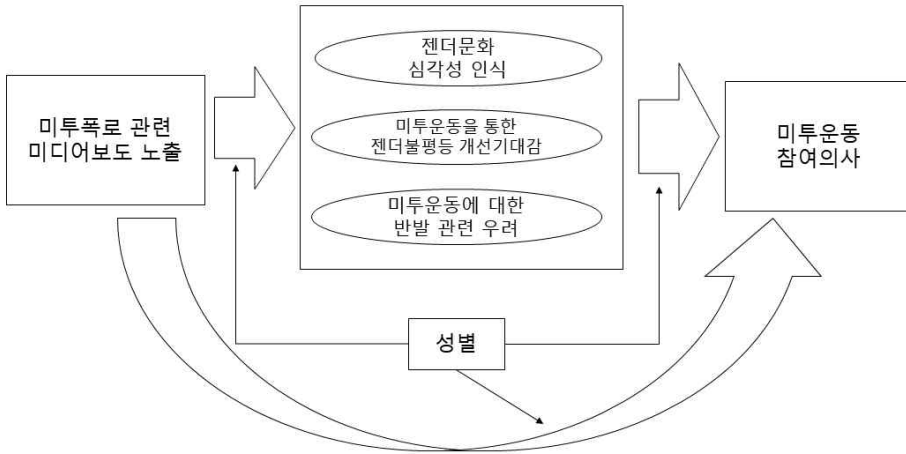 젠더문화
심각성 인식
미투폭로 관련
미디어보도 노출
미투운동을 통한
젠더불평등 개선기대감
미투운동에 대한
반발 관련 우려
미투운동
참여의사
성별